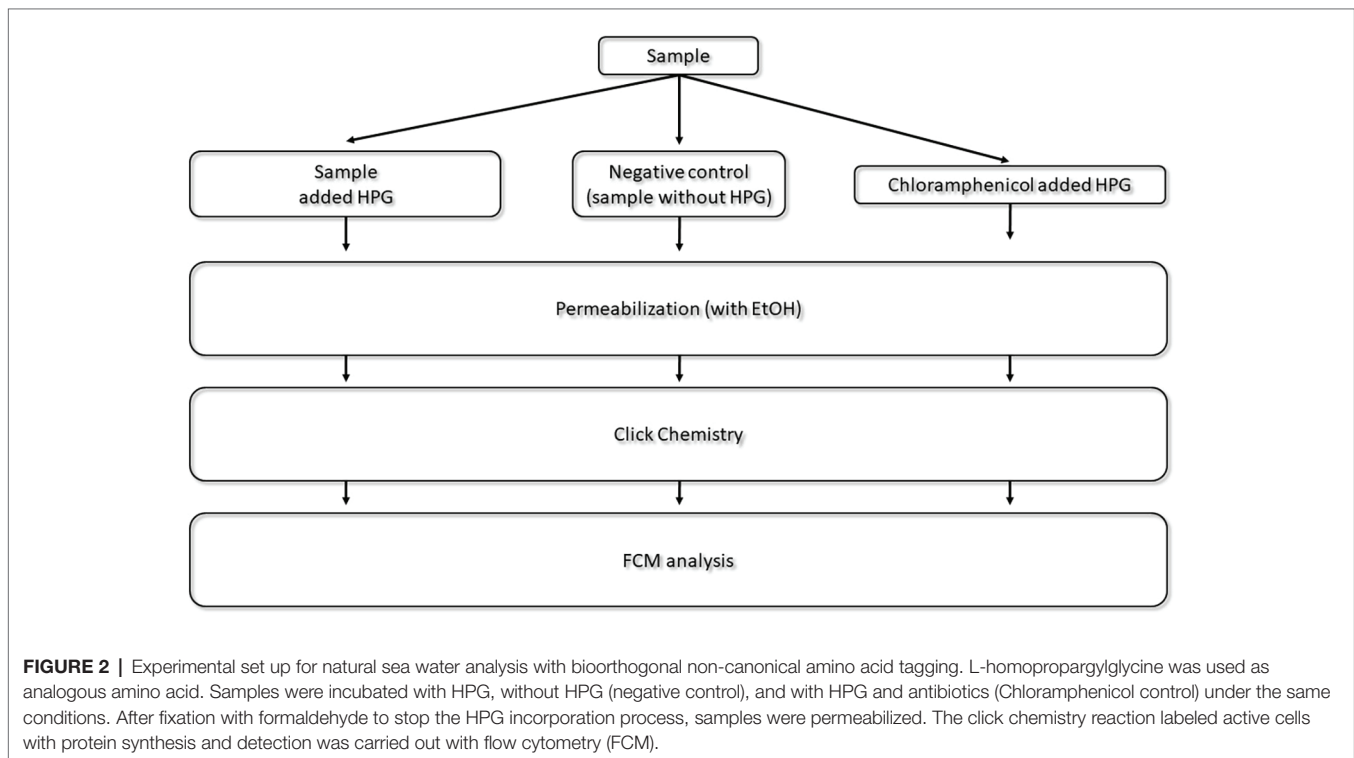 Sample
Sample
added HPG
Negative control
(sample without HPG)
Chloramphenicol added HPG
Permeabilization (with EtOH)
Click Chemistry
FCM analysis
FIGURE 2 | Experimental set up for natural sea water analysis with bioorthogonal non-canonical amino acid tagging. L-homopropargylglycine was used as
analogous amino acid. Samples were incubated with HPG, without HPG (negative control), and with HPG and antibiotics (Chloramphenicol control) under the same
conditions. After fixation with formaldehyde to stop the HPG incorporation process, samples were permeabilized. The click chemistry reaction labeled active cells
with protein synthesis and detection was carried out with flow cytometry (FCM).